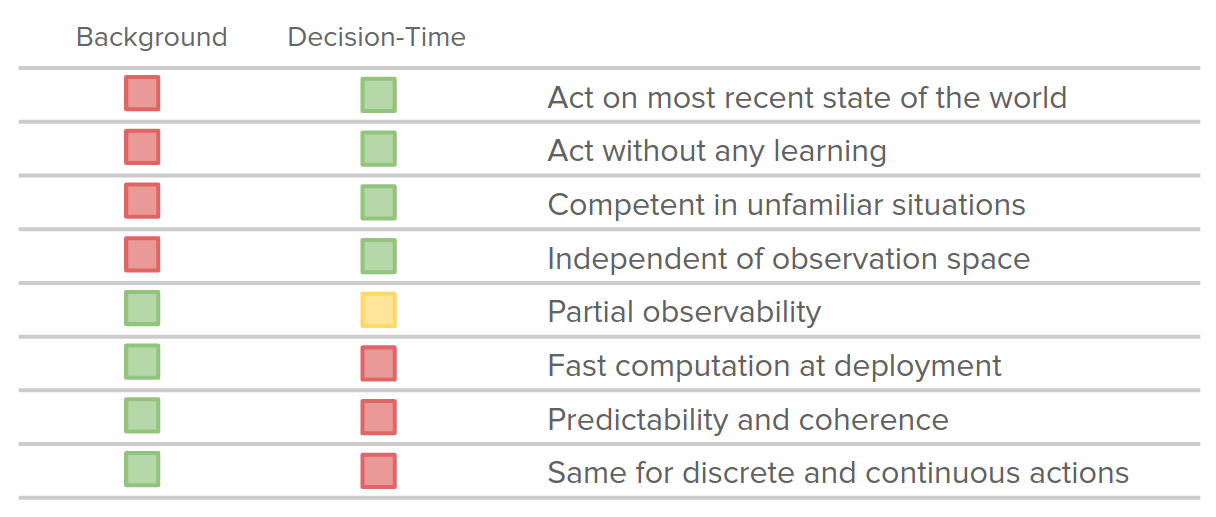 Background Decision-Time
Act on most recent state of the world
Act without any learning
Competent in unfamiliar situations
Independent of observation space
Partial observability
Fast computation at deployment
Predictability and coherence
Same for discrete and continuous actions